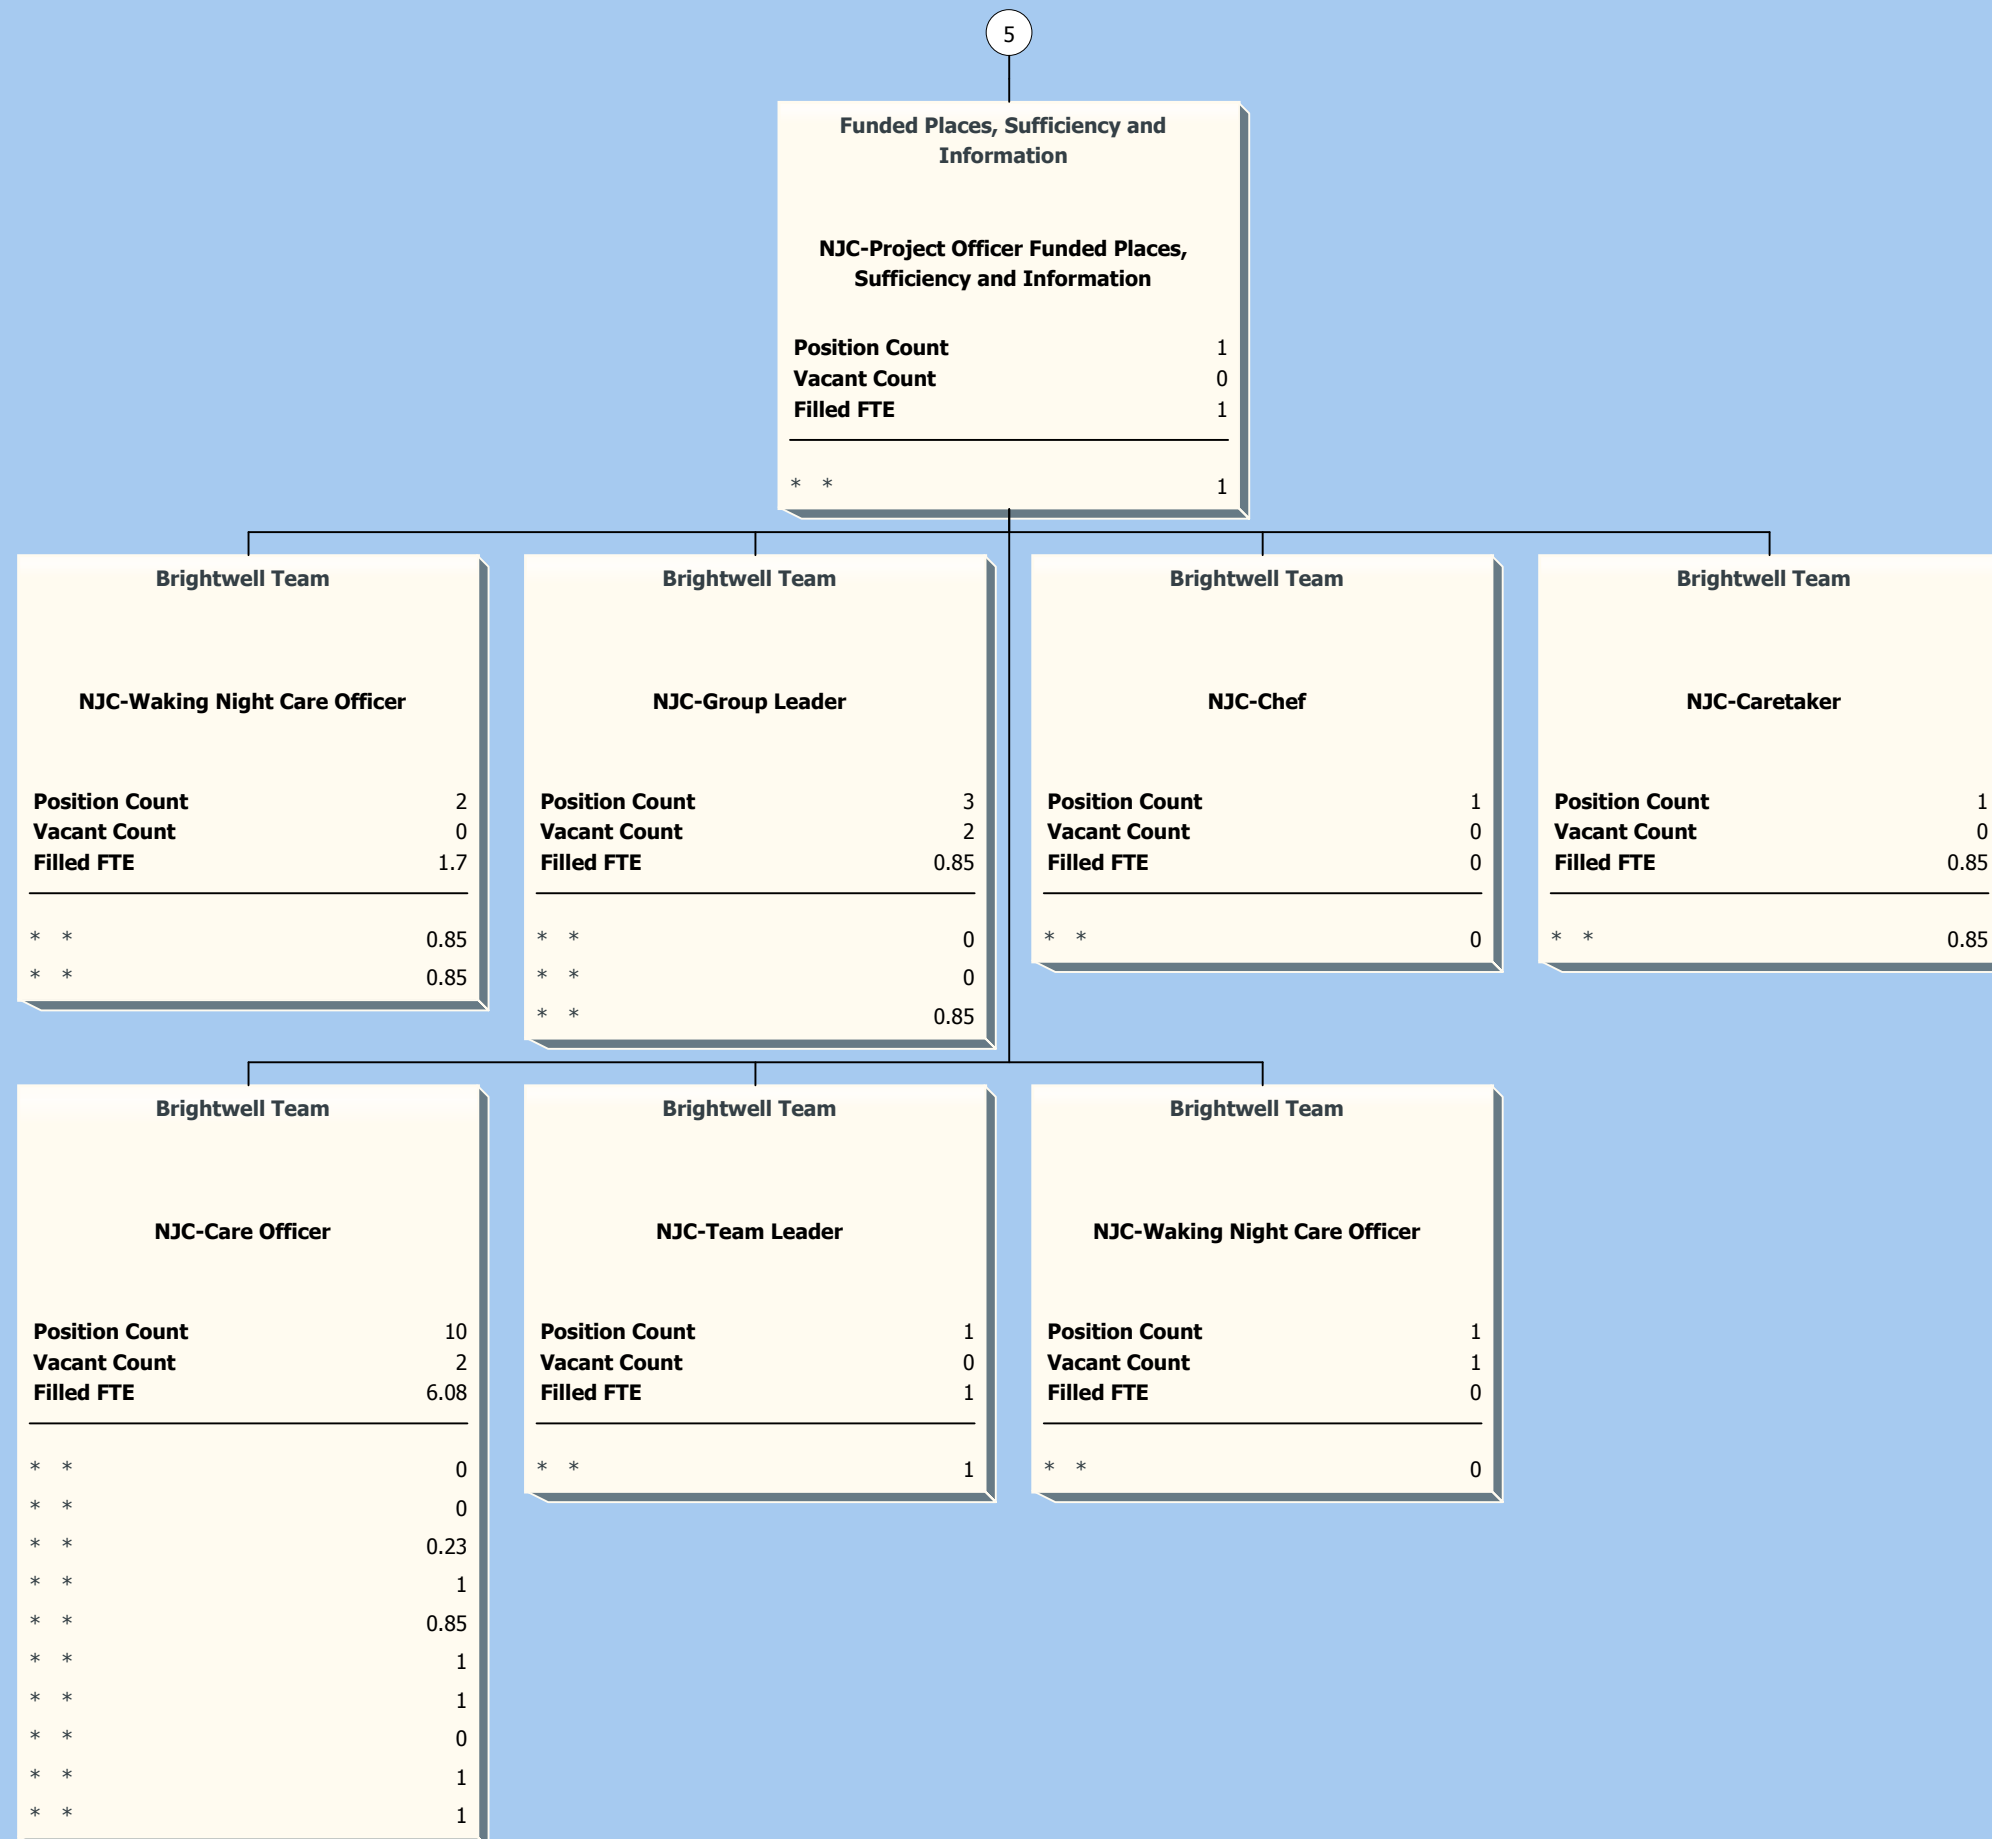 5
Funded Places, Sufficiency and
Information
NJC-Project Officer Funded Places,
Sufficiency and Information
Position Count 1
Vacant Count 0
Filled FTE 1
* * 1
Brightwell Team
NJC-Waking Night Care Officer
Position Count 2
Vacant Count 0
Filled FTE 1.7
* * 0.85
* * 0.85
Brightwell Team
NJC-Group Leader
Position Count 3
Vacant Count 2
Filled FTE 0.85
* * 0
* * 0
* * 0.85
Brightwell Team
NJC-Chef
Position Count 1
Vacant Count 0
Filled FTE 0
* * 0
Brightwell Team
NJC-Caretaker
Position Count 1
Vacant Count 0
Filled FTE 0.85
* * 0.85
Brightwell Team
NJC-Care Officer
Position Count 10
Vacant Count 2
Filled FTE 6.08
* * 0
* * 0
* * 0.23
* * 1
* * 0.85
* * 1
* * 1
* * 0
* * 1
* * 1
Brightwell Team
NJC-Team Leader
Position Count 1
Vacant Count 0
Filled FTE 1
* * 1
Brightwell Team
NJC-Waking Night Care Officer
Position Count 1
Vacant Count 1
Filled FTE 0
* * 0